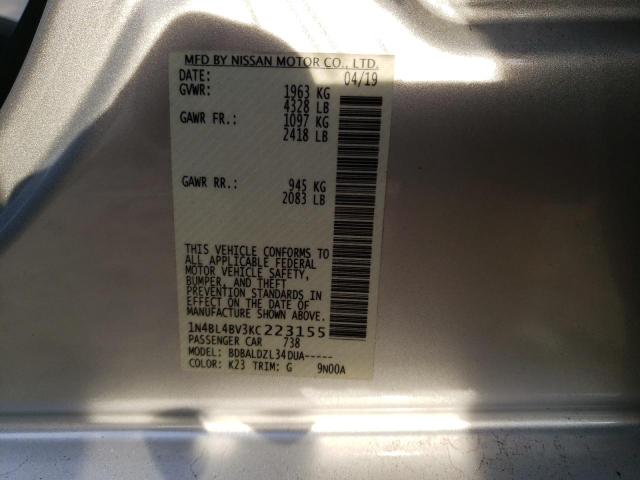 MFD BY NISSAN MOTOR CO., LTD.
DATE: 04/19
GVWR: 1963 KG
4328 LB
GAWR FR.: 1097 KG
2418 LB
GAWR RR.: 945 KG
2083 LB
THIS VEHICLE CONFORMS TO
ALL APPLICABLE FEDERAL
MOTOR VEHICLE SAFETY,
BUMPER, AND THEFT
PREVENTION STANDARDS IN
EFFECT ON THE DATE OF
MANUFACTURE SHOWN ABOVE.
1N4BL4BV3KC223155
PASSENGER CAR 738
MODEL: BDBALDZL34DUA-----
COLOR: K23 TRIM: G 9N00A